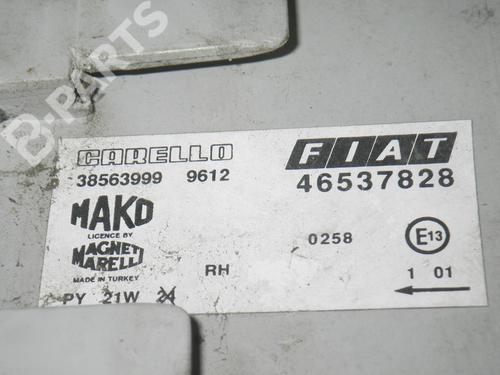 B-PARTS
CARELLO FIAT
38563999 9612 46537828
MAKO
LICENCE BY
MAGNETI
MARELLI
MADE IN TURKEY
0258 E13
RH 1 01
PY 21W 24